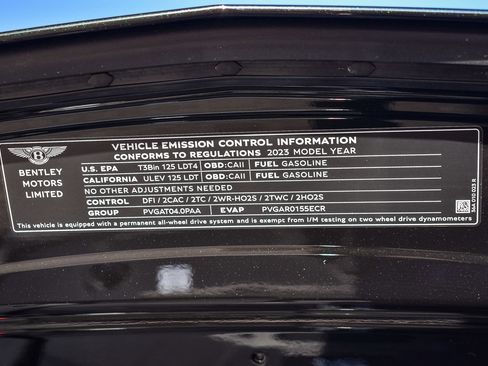 VEHICLE EMISSION CONTROL INFORMATION
CONFORMS TO REGULATIONS 2023 MODEL YEAR
B
BENTLEY
MOTORS
LIMITED
U.S. EPA T3Bin 125 LDT4 OBD:CAII FUEL GASOLINE
CALIFORNIA ULEV 125 LDT OBD:CAII FUEL GASOLINE
NO OTHER ADJUSTMENTS NEEDED
CONTROL DFI / 2CAC / 2TC / 2WR-HO2S / 2TWC / 2HO2S
GROUP PVGAT04.0PAA EVAP PVGAR0155ECR
This vehicle is equipped with a permanent all-wheel drive system and is exempt from I/M testing on two wheel drive dynamometers
36A 010 023 R